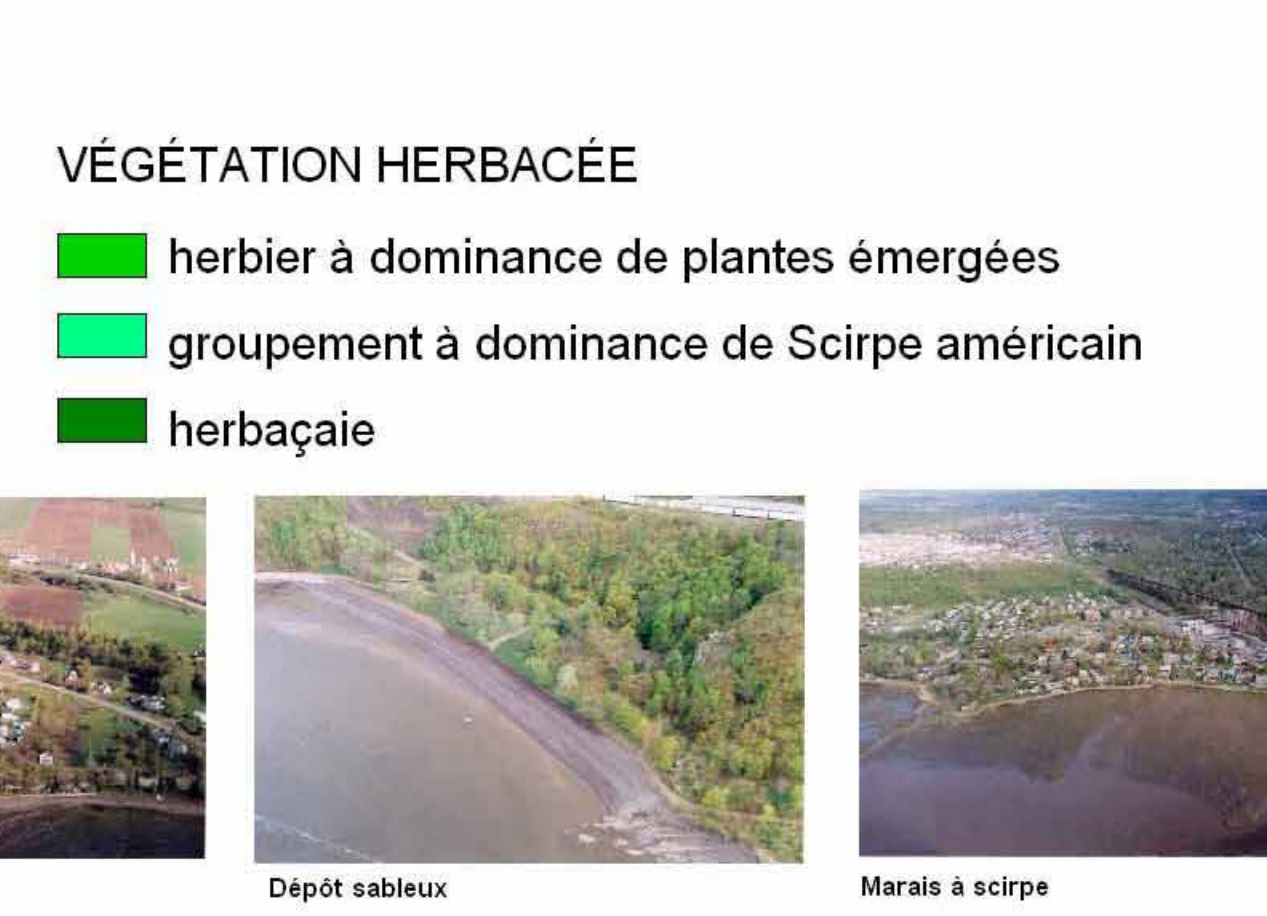 VÉGÉTATION HERBACÉE
herbier à dominance de plantes émergées
groupement à dominance de Scirpe américain
herbaçaie
Dépôt sableux
Marais à scirpe